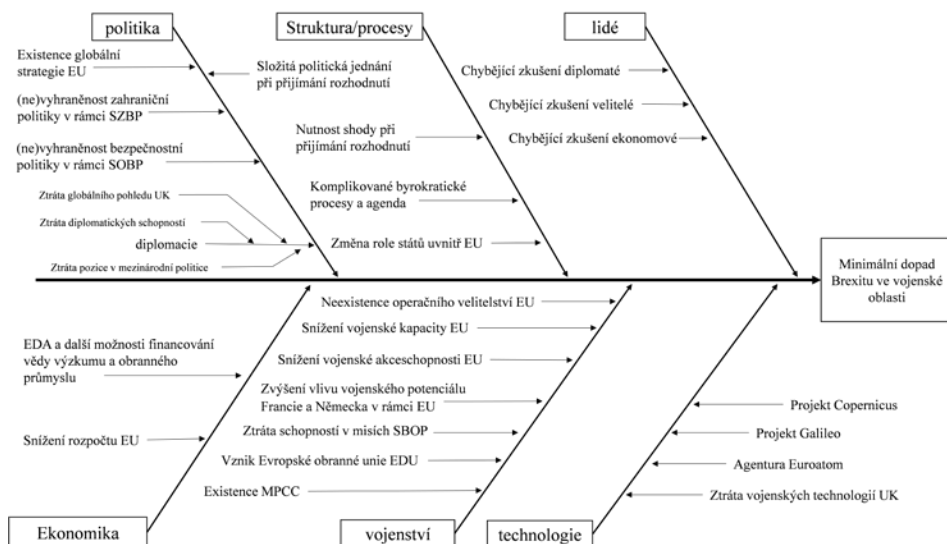 politika
Struktura/procesy
lidé
Existence globální
strategie EU
Složitá politická jednání
při přijímání rozhodnutí
(ne)vyhraněnost zahraniční
politiky v rámci SZBP
(ne)vyhraněnost bezpečnostní
politiky v rámci SOBP
Ztráta globálního pohledu UK
Ztráta diplomatických schopností
diplomacie
Ztráta pozice v mezinárodní politice
Nutnost shody při
přijímání rozhodnutí
Komplikované byrokratické
procesy a agenda
Změna role států uvnitř EU
Chybějící zkušení diplomaté
Chybějící zkušení velitelé
Chybějící zkušení ekonomové
Minimální dopad
Brexitu ve vojenské
oblasti
EDA a další možnosti financování
vědy výzkumu a obranného
průmyslu
Snížení rozpočtu EU
Neexistence operačního velitelství EU
Snížení vojenské kapacity EU
Snížení vojenské akceschopnosti EU
Zvýšení vlivu vojenského potenciálu
Francie a Německa v rámci EU
Ztráta schopností v misích SBOP
Vznik Evropské obranné unie EDU
Existence MPCC
Projekt Copernicus
Projekt Galileo
Agentura Euroatom
Ztráta vojenských technologií UK
Ekonomika
vojenství
technologie